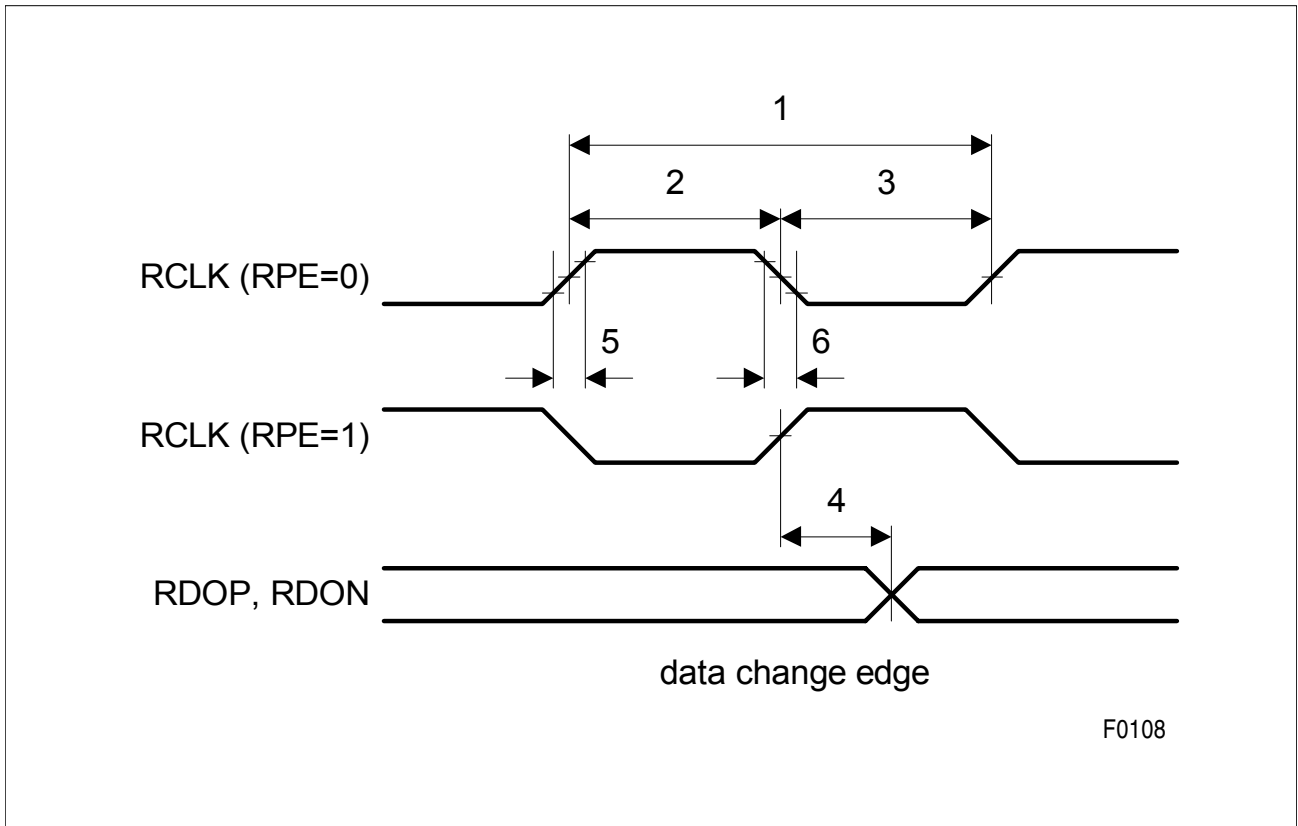 1
2
3
RCLK (RPE=0)
5
6
RCLK (RPE=1)
4
RDOP, RDON
data change edge
F0108